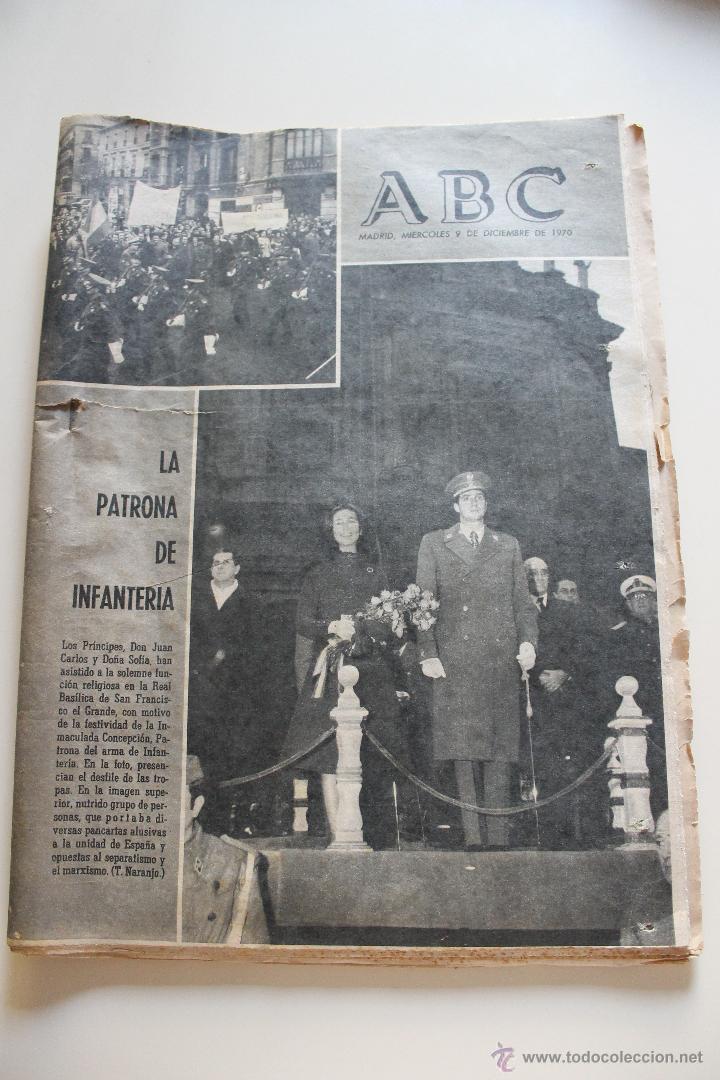 ABC
MADRID, MIERCOLES 9 DE DICIEMBRE DE 1970
LA
PATRONA
DE
INFANTERIA
Los Príncipes, Don Juan
Carlos y Doña Sofía, han
asistido a la solemne fun-
ción religiosa en la Real
Basílica de San Francis-
co el Grande, con motivo
de la festividad de la In-
maculada Concepción, Pa-
trona del arma de Infan-
tería. En la foto, presen-
cian el desfile de las tro-
pas. En la imagen supe-
rior, nutrido grupo de per-
sonas, que portaba di-
versas pancartas alusivas
a la unidad de España y
opuestas al separatismo y
el marxismo. (T. Naranjo.)
www.todocoleccion.net